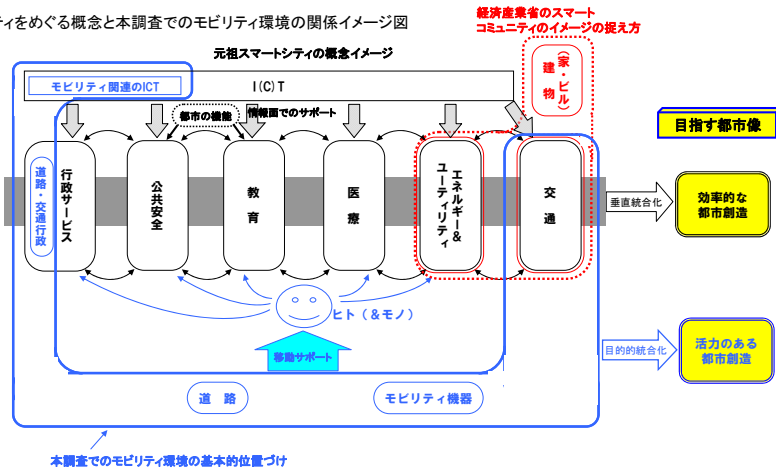 ィをめぐる概念と本調査でのモビリティ環境の関係イメージ図
経済産業省のスマート
コミュニティのイメージの捉え方
元祖スマートシティの概念イメージ
モビリティ関連のICT
I(C)T
建物
(家・ビル)
都市の機能
情報面でのサポート
目指す都市像
道路・交通行政
行政サービス
公共安全
教育
医療
エネルギー&
ユーティリティ
交通
垂直統合化
効率的な
都市創造
ヒト(&モノ)
移動サポート
目的的統合化
活力のある
都市創造
道 路
モビリティ機器
本調査でのモビリティ環境の基本的位置づけ